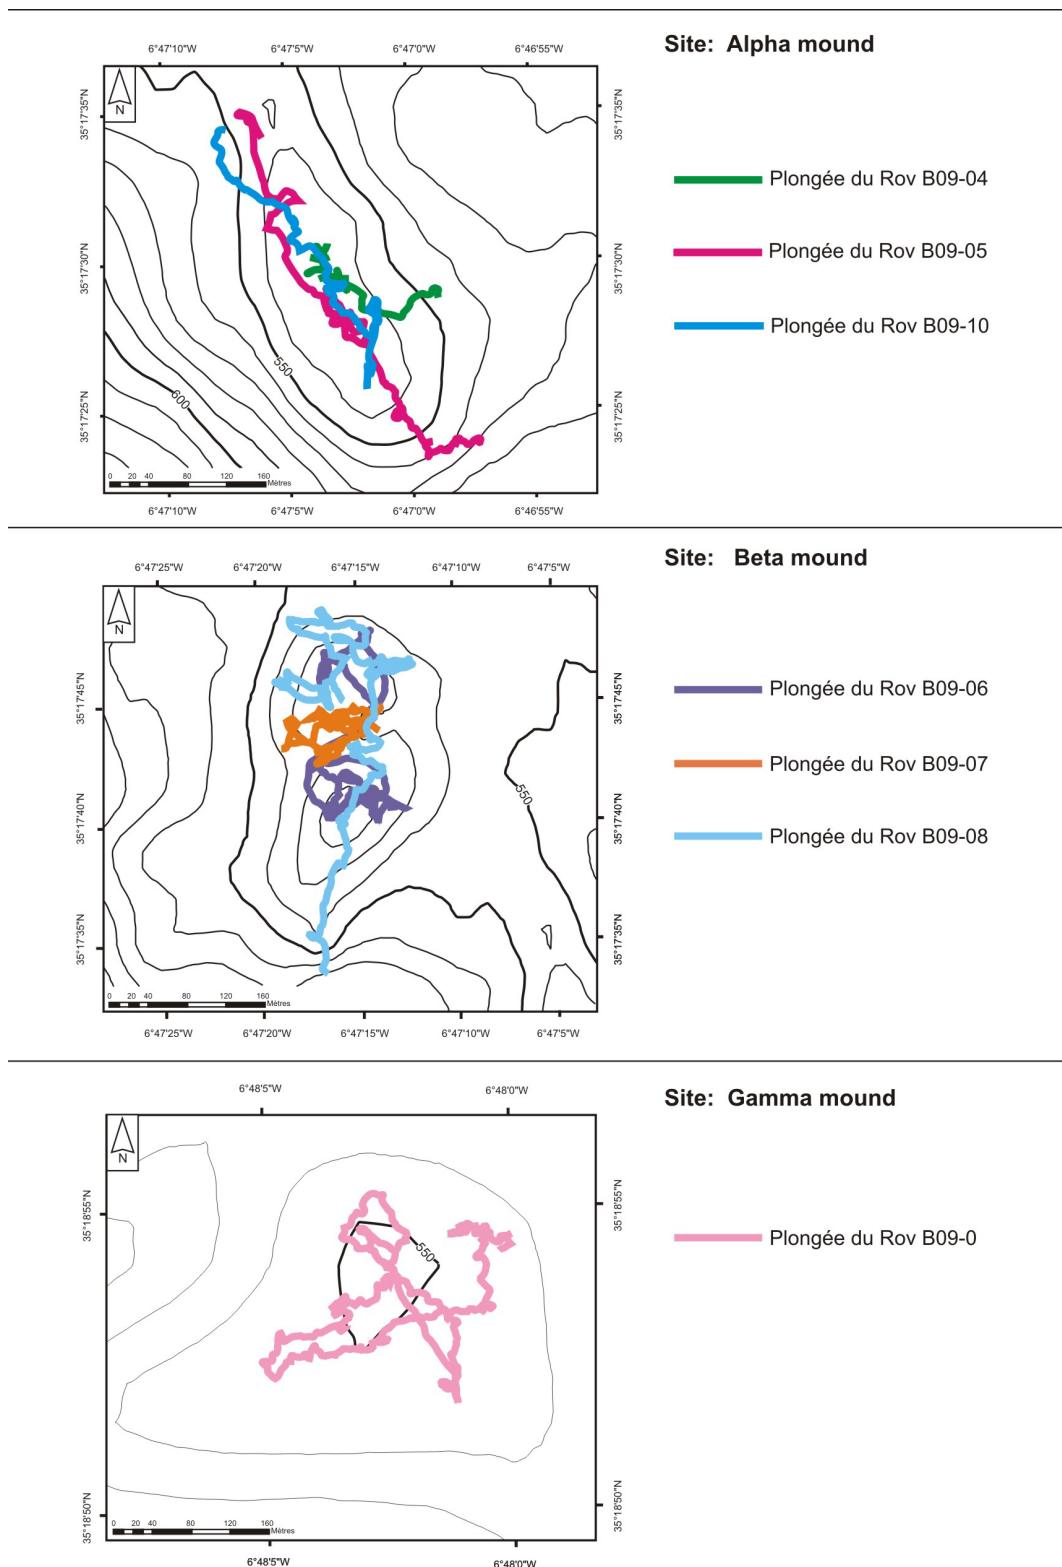 Site: Alpha mound
6°47'10"W 6°47'5"W 6°47'0"W 6°46'55"W
N
35°17'35"N
35°17'35"N
Plongée du Rov B09-04
35°17'30"N
35°17'30"N
Plongée du Rov B09-05
Plongée du Rov B09-10
550
600
35°17'25"N
35°17'25"N
0 20 40 80 120 160
Mètres
6°47'10"W 6°47'5"W 6°47'0"W 6°46'55"W
Site: Beta mound
6°47'25"W 6°47'20"W 6°47'15"W 6°47'10"W 6°47'5"W
N
35°17'45"N
35°17'45"N
Plongée du Rov B09-06
Plongée du Rov B09-07
550
35°17'40"N
35°17'40"N
Plongée du Rov B09-08
35°17'35"N
35°17'35"N
0 20 40 80 120 160
Mètres
6°47'25"W 6°47'20"W 6°47'15"W 6°47'10"W 6°47'5"W
Site: Gamma mound
6°48'5"W 6°48'0"W
N
35°18'55"N
35°18'55"N
550
Plongée du Rov B09-0
35°18'50"N
35°18'50"N
0 20 40 80 120 160
Mètres
6°48'5"W 6°48'0"W